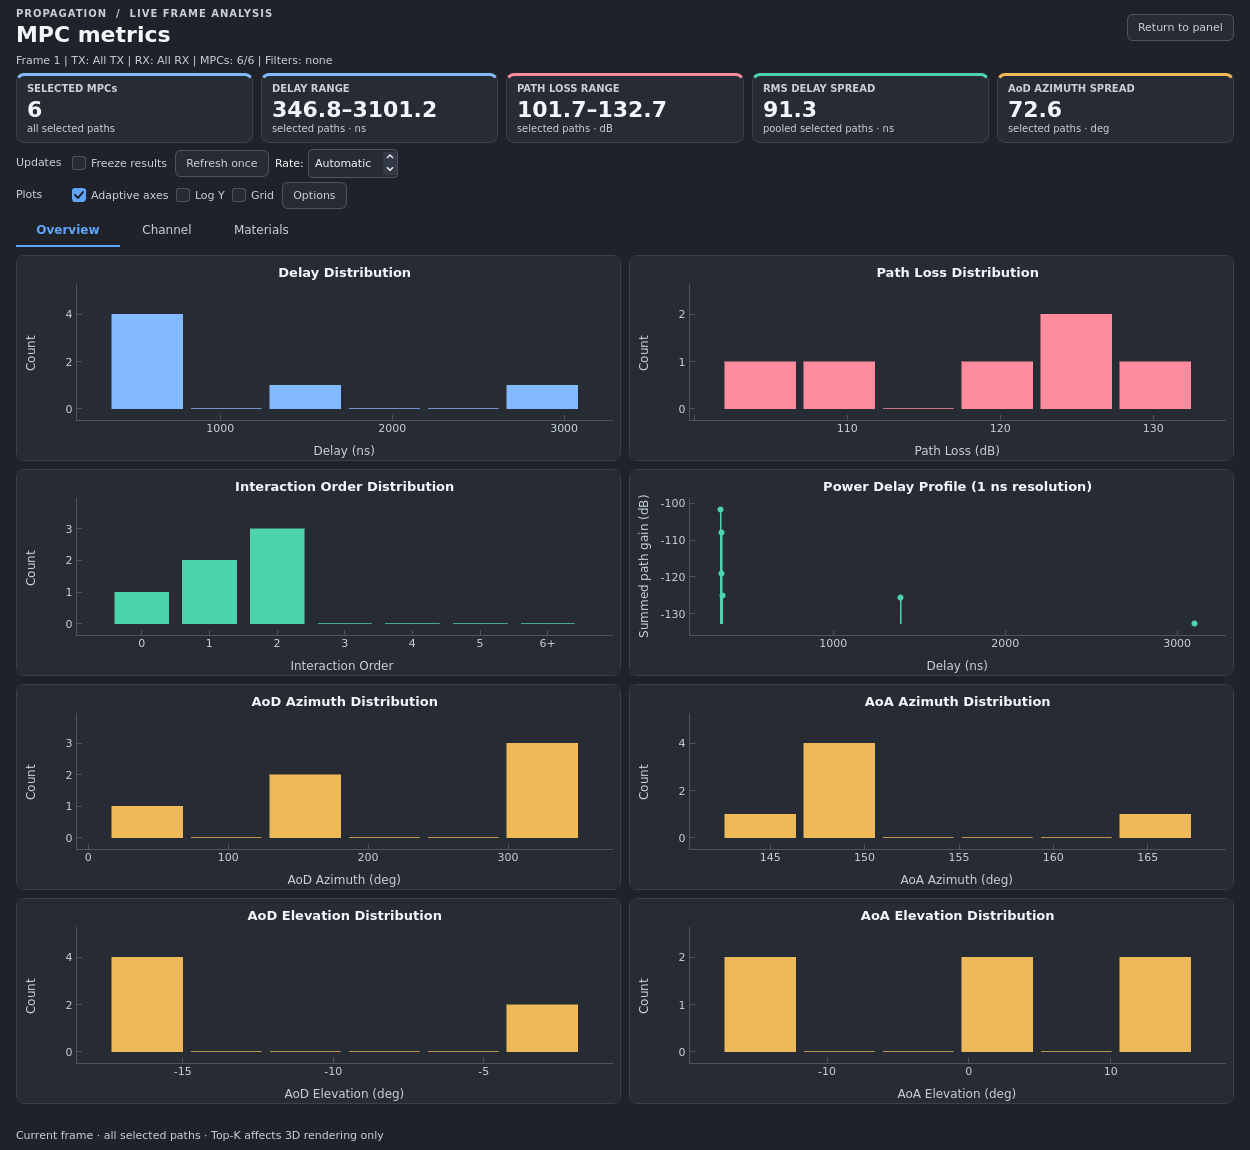 PROPAGATION / LIVE FRAME ANALYSIS
MPC metrics
Return to panel
Frame 1 | TX: All TX | RX: All RX | MPCs: 6/6 | Filters: none
SELECTED MPCs
6
all selected paths
DELAY RANGE
346.8–3101.2
selected paths · ns
PATH LOSS RANGE
101.7–132.7
selected paths · dB
RMS DELAY SPREAD
91.3
pooled selected paths · ns
AoD AZIMUTH SPREAD
72.6
selected paths · deg
Updates Freeze results Refresh once Rate: Automatic
Plots Adaptive axes Log Y Grid Options
Overview Channel Materials
Delay Distribution
Count
4
2
0
1000 2000 3000
Delay (ns)
Path Loss Distribution
Count
2
1
0
110 120 130
Path Loss (dB)
Interaction Order Distribution
Count
3
2
1
0
0 1 2 3 4 5 6+
Interaction Order
Power Delay Profile (1 ns resolution)
Summed path gain (dB)
-100
-110
-120
-130
1000 2000 3000
Delay (ns)
AoD Azimuth Distribution
Count
3
2
1
0
0 100 200 300
AoD Azimuth (deg)
AoA Azimuth Distribution
Count
4
2
0
145 150 155 160 165
AoA Azimuth (deg)
AoD Elevation Distribution
Count
4
2
0
-15 -10 -5
AoD Elevation (deg)
AoA Elevation Distribution
Count
2
1
0
-10 0 10
AoA Elevation (deg)
Current frame · all selected paths · Top-K affects 3D rendering only